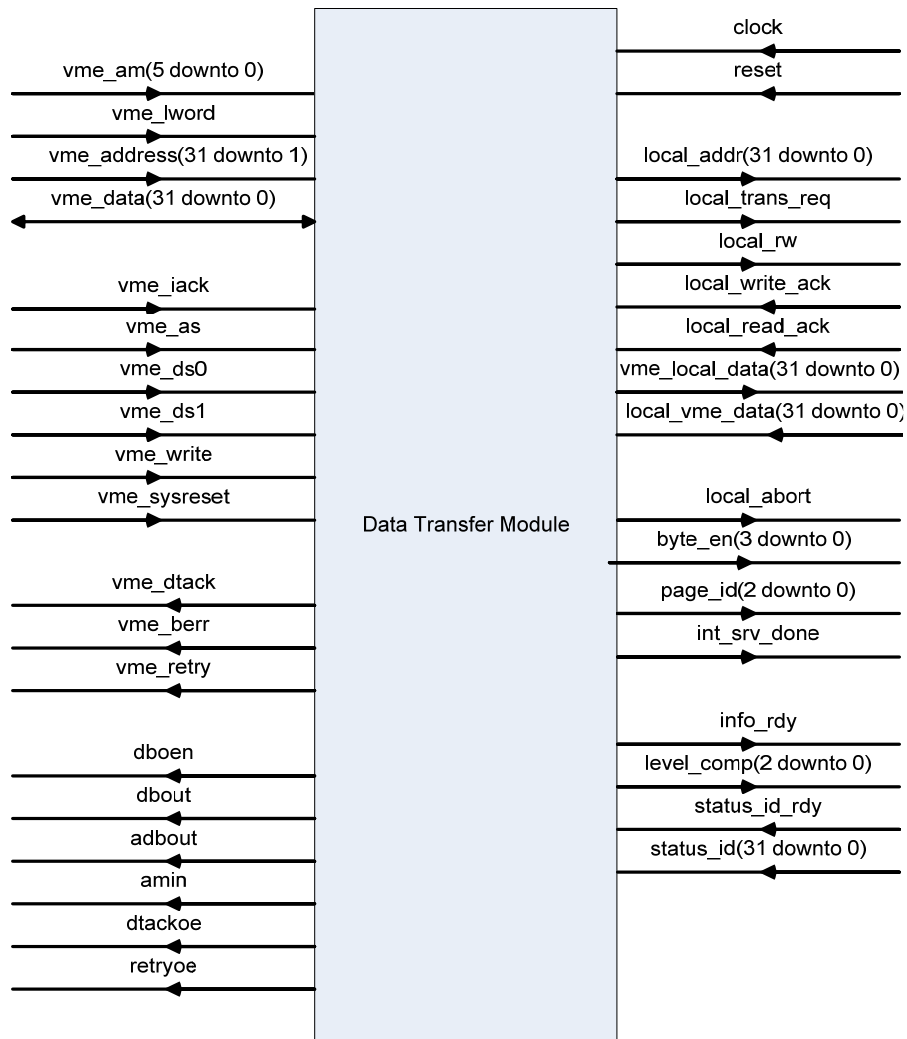 vme_am(5 downto 0)
vme_lword
vme_address(31 downto 1)
vme_data(31 downto 0)
vme_iack
vme_as
vme_ds0
vme_ds1
vme_write
vme_sysreset
vme_dtack
vme_berr
vme_retry
dboen
dbout
adbout
amin
dtackoe
retryoe
Data Transfer Module
clock
reset
local_addr(31 downto 0)
local_trans_req
local_rw
local_write_ack
local_read_ack
vme_local_data(31 downto 0)
local_vme_data(31 downto 0)
local_abort
byte_en(3 downto 0)
page_id(2 downto 0)
int_srv_done
info_rdy
level_comp(2 downto 0)
status_id_rdy
status_id(31 downto 0)